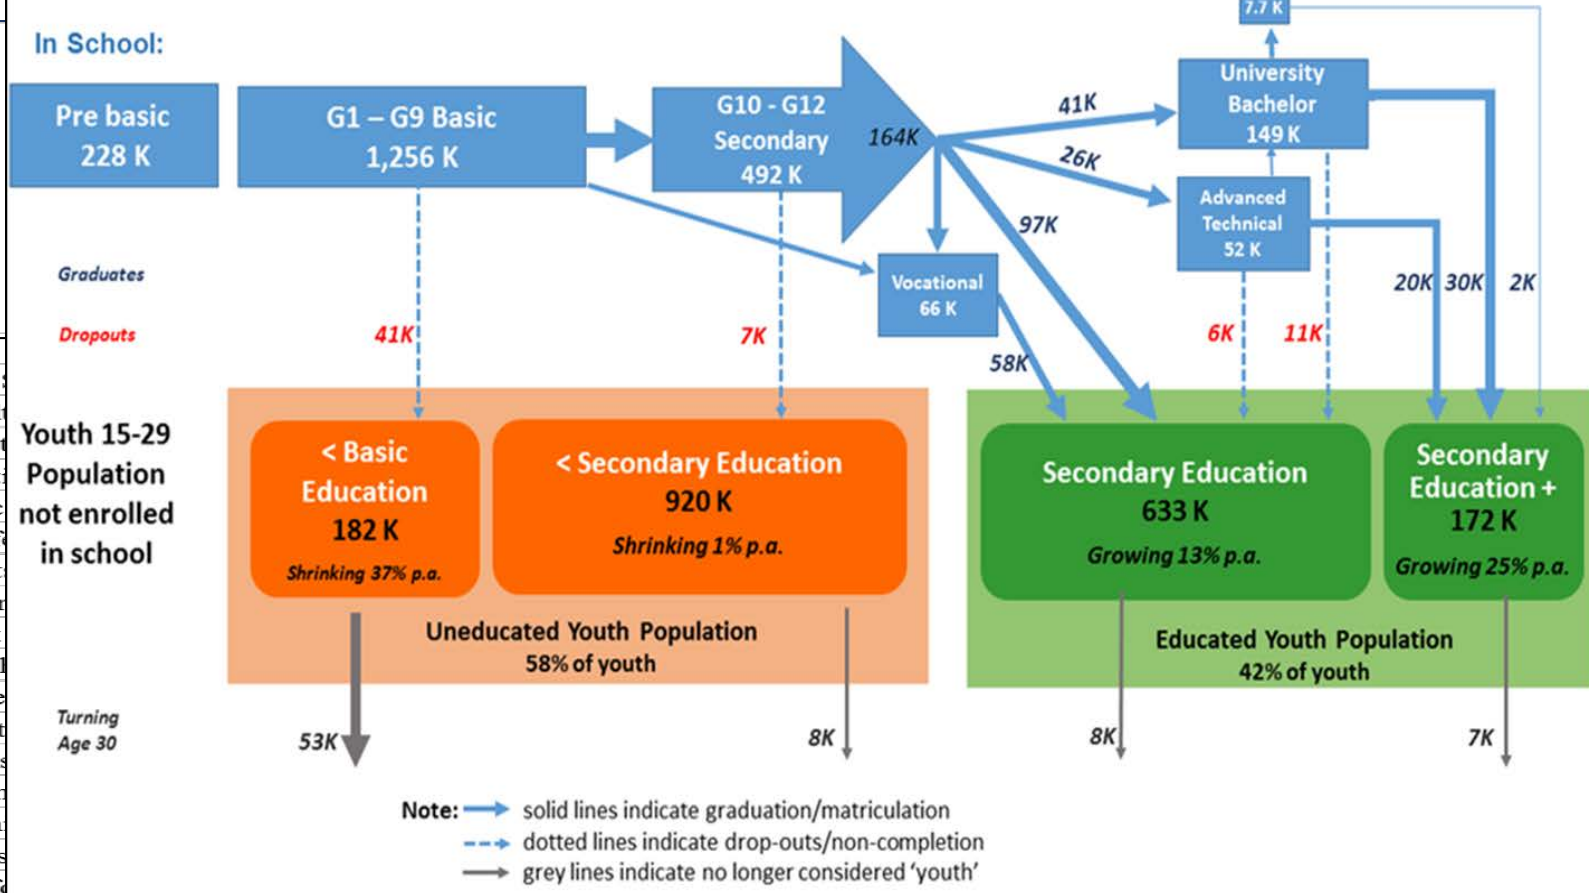 7.7 K
In School:
Pre basic
228 K
G1 – G9 Basic
1,256 K
G10 - G12
Secondary
492 K
164K
41K
26K
97K
University
Bachelor
149 K
Advanced
Technical
52 K
Vocational
66 K
Graduates
20K
30K
2K
Dropouts
41K
7K
58K
6K
11K
Youth 15-29
Population
not enrolled
in school
< Basic
Education
182 K
Shrinking 37% p.a.
< Secondary Education
920 K
Shrinking 1% p.a.
Secondary Education
633 K
Growing 13% p.a.
Secondary
Education +
172 K
Growing 25% p.a.
Uneducated Youth Population
58% of youth
Educated Youth Population
42% of youth
Turning
Age 30
53K
8K
8K
7K
Note:
solid lines indicate graduation/matriculation
dotted lines indicate drop-outs/non-completion
grey lines indicate no longer considered ‘youth’